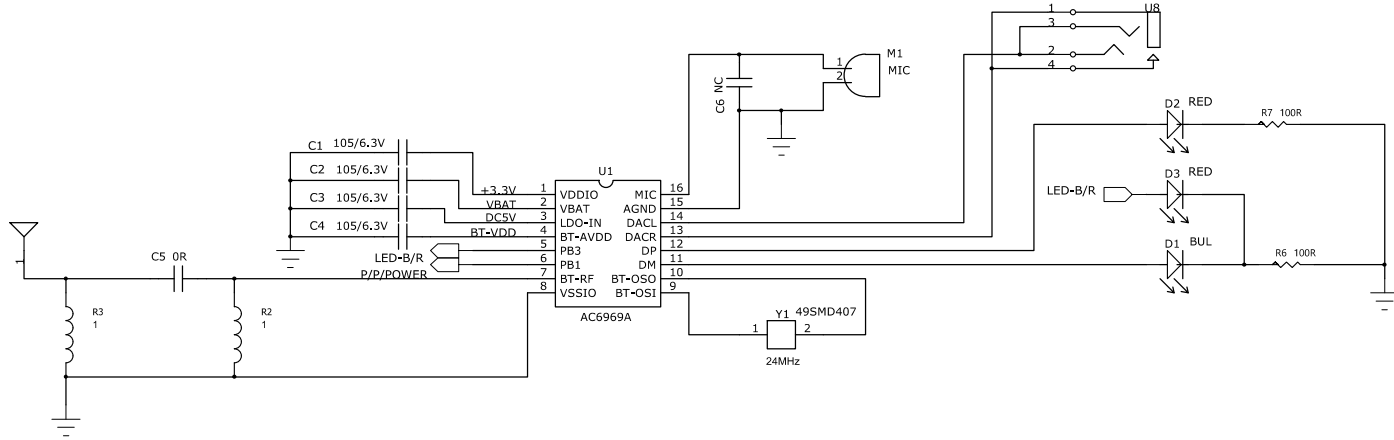 1
3
2
4
U8
M1
MIC
1
2
C6 NC
D2 RED
R7 100R
LED-B/R
D3 RED
D1 BUL
R6 100R
C1 105/6.3V
C2 105/6.3V
C3 105/6.3V
C4 105/6.3V
+3.3V
VBAT
DC5V
BT-VDD
LED-B/R
P/P/POWER
U1
1 VDDIO MIC 16
2 VBAT AGND 15
3 LDO-IN DACL 14
4 BT-AVDD DACR 13
5 PB3 DP 12
6 PB1 DM 11
7 BT-RF BT-OSO 10
8 VSSIO BT-OSI 9
AC6969A
1
C5 0R
R3
1
R2
1
Y1 49SMD407
1 2
24MHz